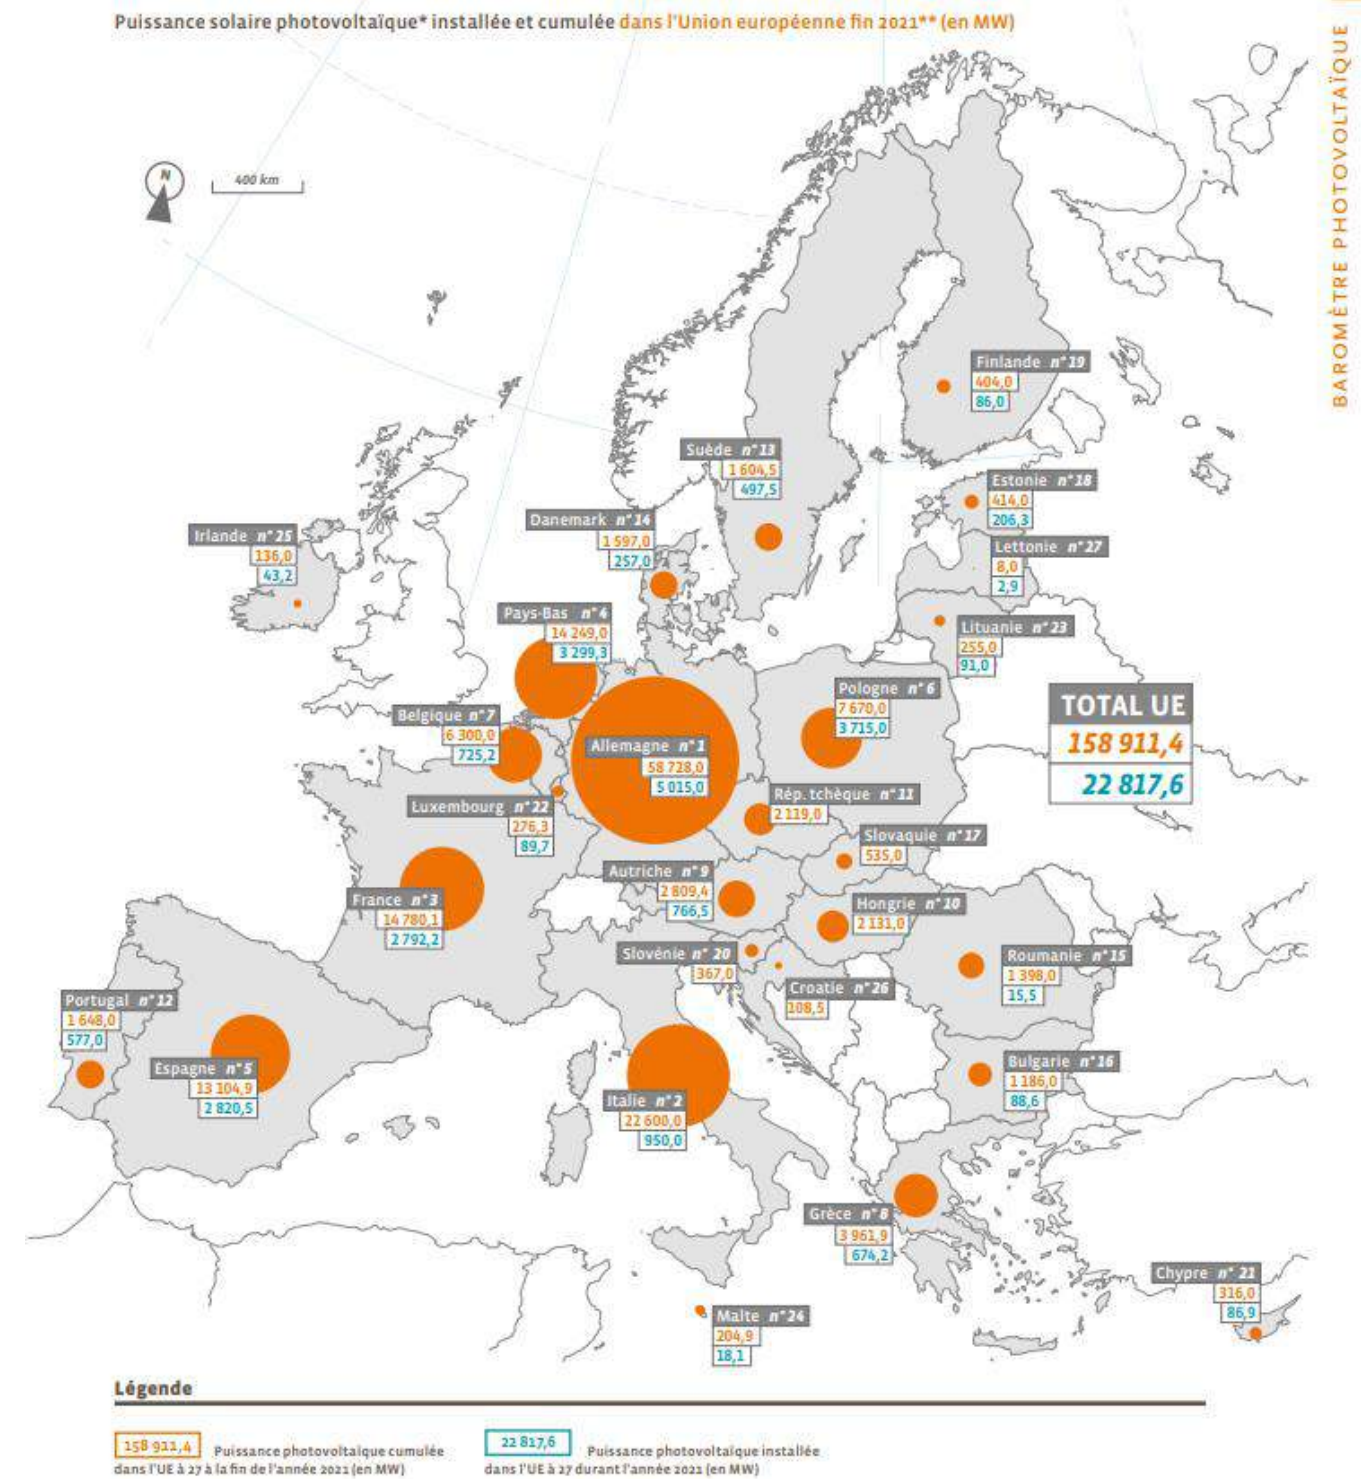 Puissance solaire photovoltaïque* installée et cumulée dans l'Union européenne fin 2021** (en MW)
BAROMÈTRE PHOTOVOLTAÏQUE
N
400 km
Finlande n° 19
404,0
86,0
Suède n° 13
1 604,5
497,5
Estonie n° 18
414,0
206,3
Danemark n° 14
1 597,0
257,0
Irlande n° 25
136,0
43,2
Lettonie n° 27
8,0
2,9
Pays-Bas n° 4
14 249,0
3 299,3
Lituanie n° 23
255,0
91,0
Pologne n° 6
7 670,0
3 715,0
TOTAL UE
158 911,4
22 817,6
Belgique n° 7
6 300,0
725,2
Allemagne n° 1
58 728,0
5 015,0
Rép. tchèque n° 11
2 119,0
Luxembourg n° 22
276,3
89,7
Slovaquie n° 17
535,0
Autriche n° 9
2 809,4
766,5
France n° 3
14 780,1
2 792,2
Hongrie n° 10
2 131,0
Slovénie n° 20
367,0
Roumanie n° 15
1 398,0
15,5
Croatie n° 26
108,5
Portugal n° 12
1 648,0
577,0
Espagne n° 5
13 104,9
2 820,5
Bulgarie n° 16
1 186,0
88,6
Italie n° 2
22 600,0
950,0
Grèce n° 8
3 961,9
674,2
Chypre n° 21
316,0
86,9
Malte n° 24
204,9
18,1
Légende
158 911,4 Puissance photovoltaïque cumulée
dans l'UE à 27 à la fin de l'année 2021 (en MW)
22 817,6 Puissance photovoltaïque installée
dans l'UE à 27 durant l'année 2021 (en MW)